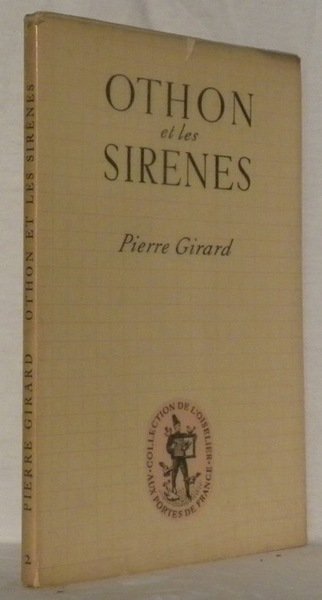 OTHON
et les
SIRENES
Pierre Girard
COLLECTION DE L'OISELIER
AUX PORTES DE FRANCE
PIERRE GIRARD OTHON ET LES SIRENES
2